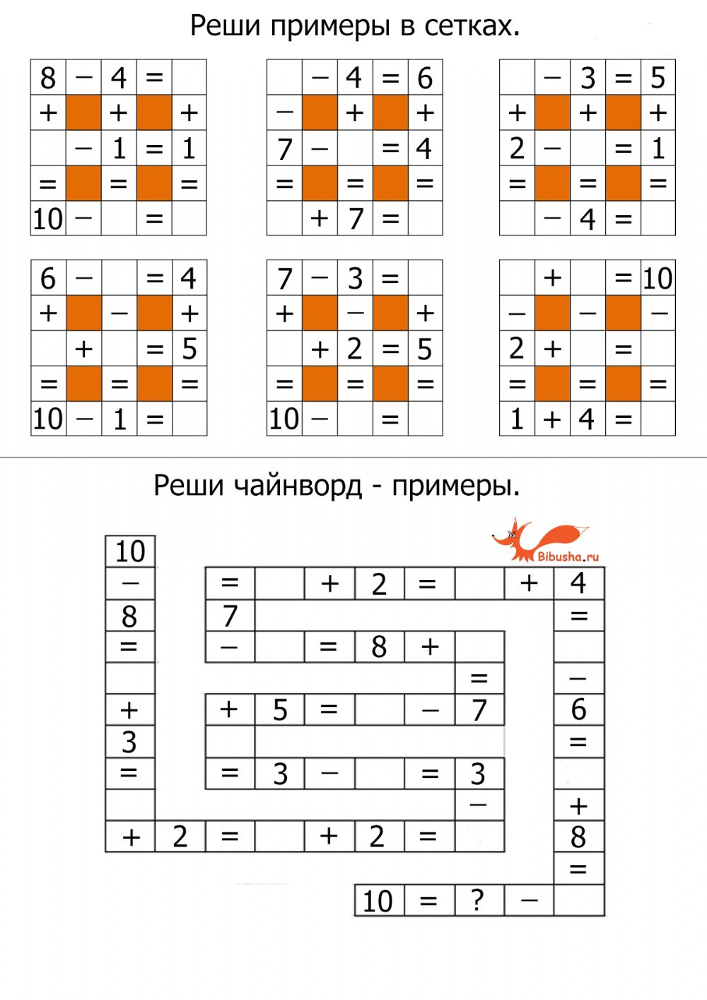 Реши примеры в сетках.
8 − 4 =
− 4 = 6
− 3 = 5
+ + +
− + +
+ + +
− 1 = 1
7 − = 4
2 − = 1
= = =
= = =
= = =
10 − =
+ 7 =
− 4 =
6 − = 4
7 − 3 =
+ = 10
+ − +
+ − +
− − −
+ = 5
+ 2 = 5
2 + =
= = =
= = =
= = =
10 − 1 =
10 − =
1 + 4 =
Реши чайнворд - примеры.
Bibusha.ru
10
− = + 2 = + 4
8 7 =
= − = 8 +
= −
+ + 5 = − 7 6
3 =
= = 3 − = 3
− +
+ 2 = + 2 = 8
=
10 = ? −